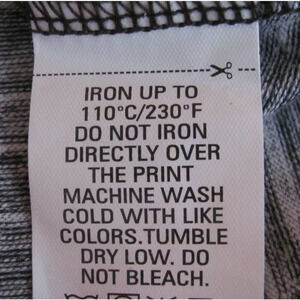 IRON UP TO
110°C/230°F
DO NOT IRON
DIRECTLY OVER
THE PRINT
MACHINE WASH
COLD WITH LIKE
COLORS.TUMBLE
DRY LOW. DO
NOT BLEACH.